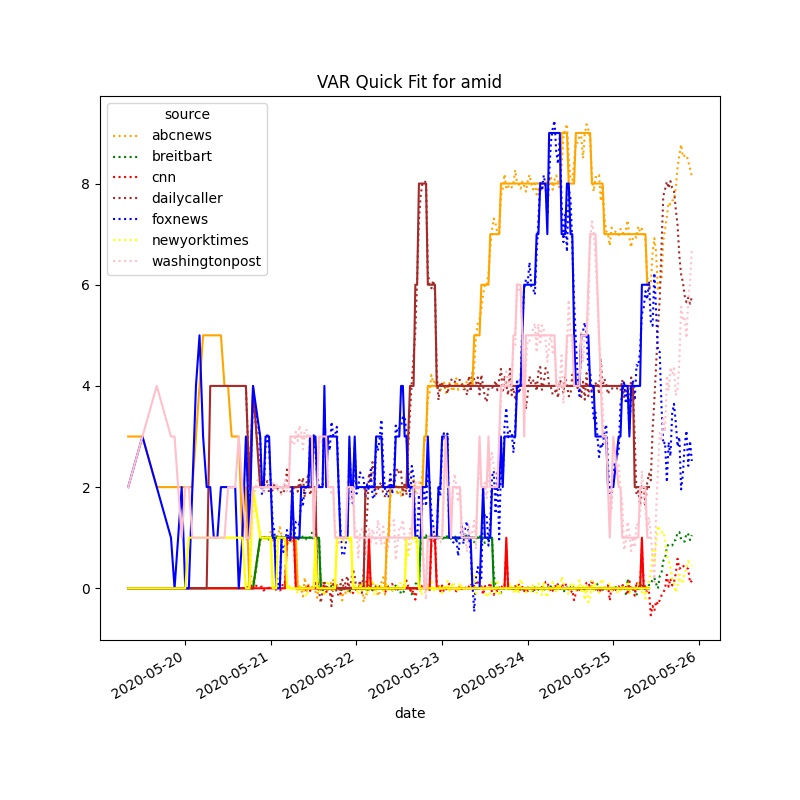 VAR Quick Fit for amid
source
abcnews
breitbart
cnn
dailycaller
foxnews
newyorktimes
washingtonpost
8
6
4
2
0
2020-05-20
2020-05-21
2020-05-22
2020-05-23
2020-05-24
2020-05-25
2020-05-26
date